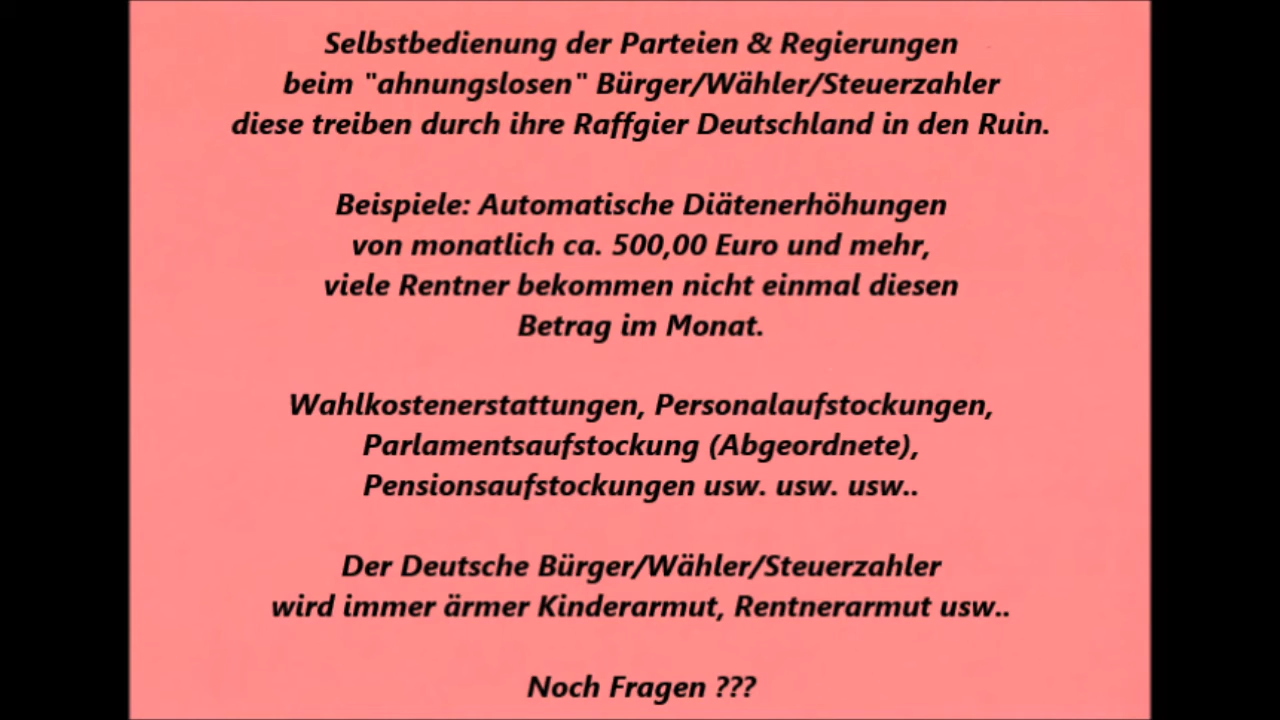 Selbstbedienung der Parteien & Regierungen
beim "ahnungslosen" Bürger/Wähler/Steuerzahler
diese treiben durch ihre Raffgier Deutschland in den Ruin.
Beispiele: Automatische Diätenerhöhungen
von monatlich ca. 500,00 Euro und mehr,
viele Rentner bekommen nicht einmal diesen
Betrag im Monat.
Wahlkostenerstattungen, Personalaufstockungen,
Parlamentsaufstockung (Abgeordnete),
Pensionsaufstockungen usw. usw. usw..
Der Deutsche Bürger/Wähler/Steuerzahler
wird immer ärmer Kinderarmut, Rentnerarmut usw..
Noch Fragen ???